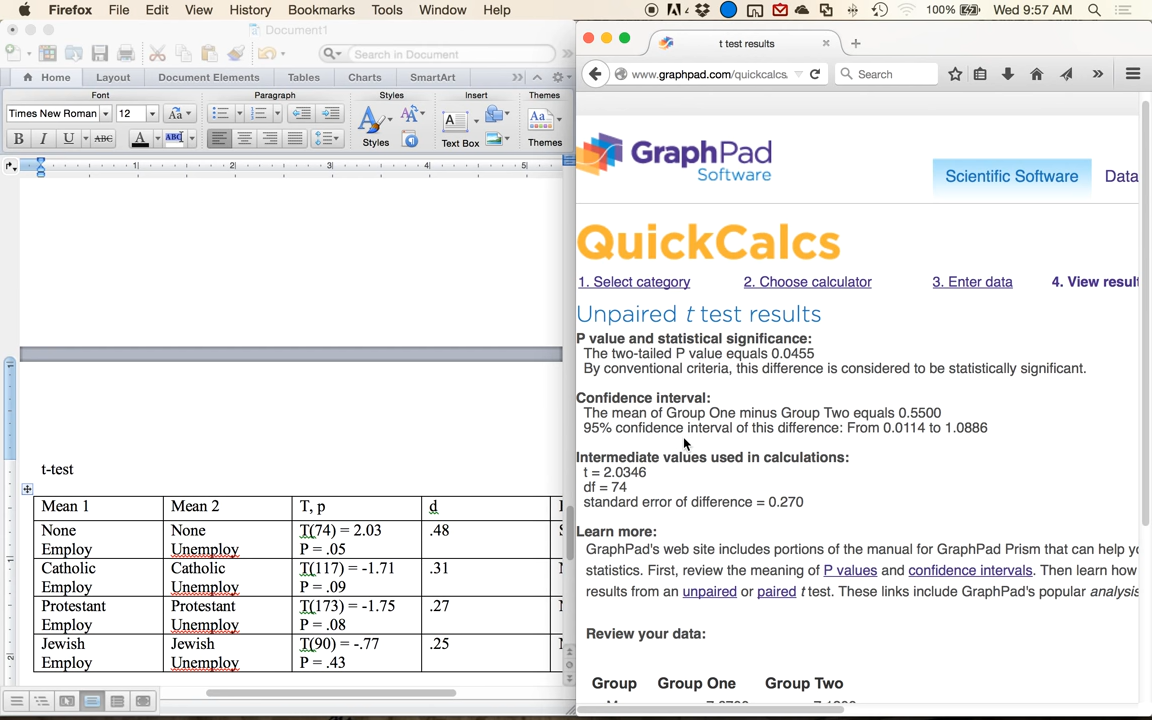 Firefox File Edit View History Bookmarks Tools Window Help
100%
Wed 9:57 AM
Document1
Search in Document
Home Layout Document Elements Tables Charts SmartArt
Font Paragraph Styles Insert Themes
Times New Roman 12 Aa
Aa
B I U ABC A ABC Styles Text Box Themes
1 2 3 4 5
t-test
Mean 1 Mean 2 T, p d
None None T(74) = 2.03 .48
Employ Unemploy P = .05
Catholic Catholic T(117) = -1.71 .31
Employ Unemploy P = .09
Protestant Protestant T(173) = -1.75 .27
Employ Unemploy P = .08
Jewish Jewish T(90) = -.77 .25
Employ Unemploy P = .43
t test results
www.graphpad.com/quickcalcs
Search
GraphPad
Software
Scientific Software Data
QuickCalcs
1. Select category 2. Choose calculator 3. Enter data 4. View result
Unpaired t test results
P value and statistical significance:
The two-tailed P value equals 0.0455
By conventional criteria, this difference is considered to be statistically significant.
Confidence interval:
The mean of Group One minus Group Two equals 0.5500
95% confidence interval of this difference: From 0.0114 to 1.0886
Intermediate values used in calculations:
t = 2.0346
df = 74
standard error of difference = 0.270
Learn more:
GraphPad's web site includes portions of the manual for GraphPad Prism that can help
statistics. First, review the meaning of P values and confidence intervals. Then learn how
results from an unpaired or paired t test. These links include GraphPad's popular analysis
Review your data:
Group Group One Group Two